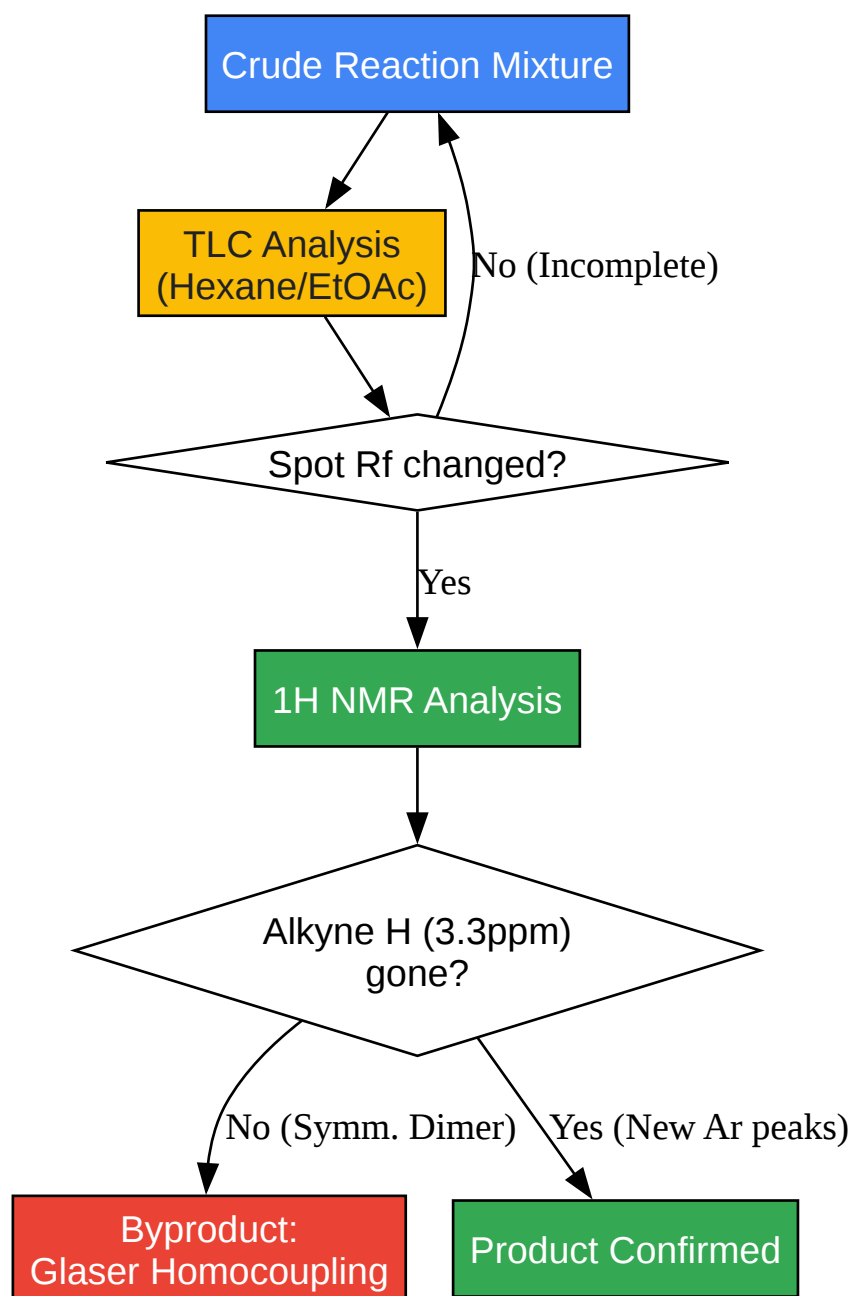 Crude Reaction Mixture
TLC Analysis
(Hexane/EtOAc)
No (Incomplete)
Spot Rf changed?
Yes
1H NMR Analysis
Alkyne H (3.3ppm)
gone?
No (Symm. Dimer)
Yes (New Ar peaks)
Byproduct:
Glaser Homocoupling
Product Confirmed